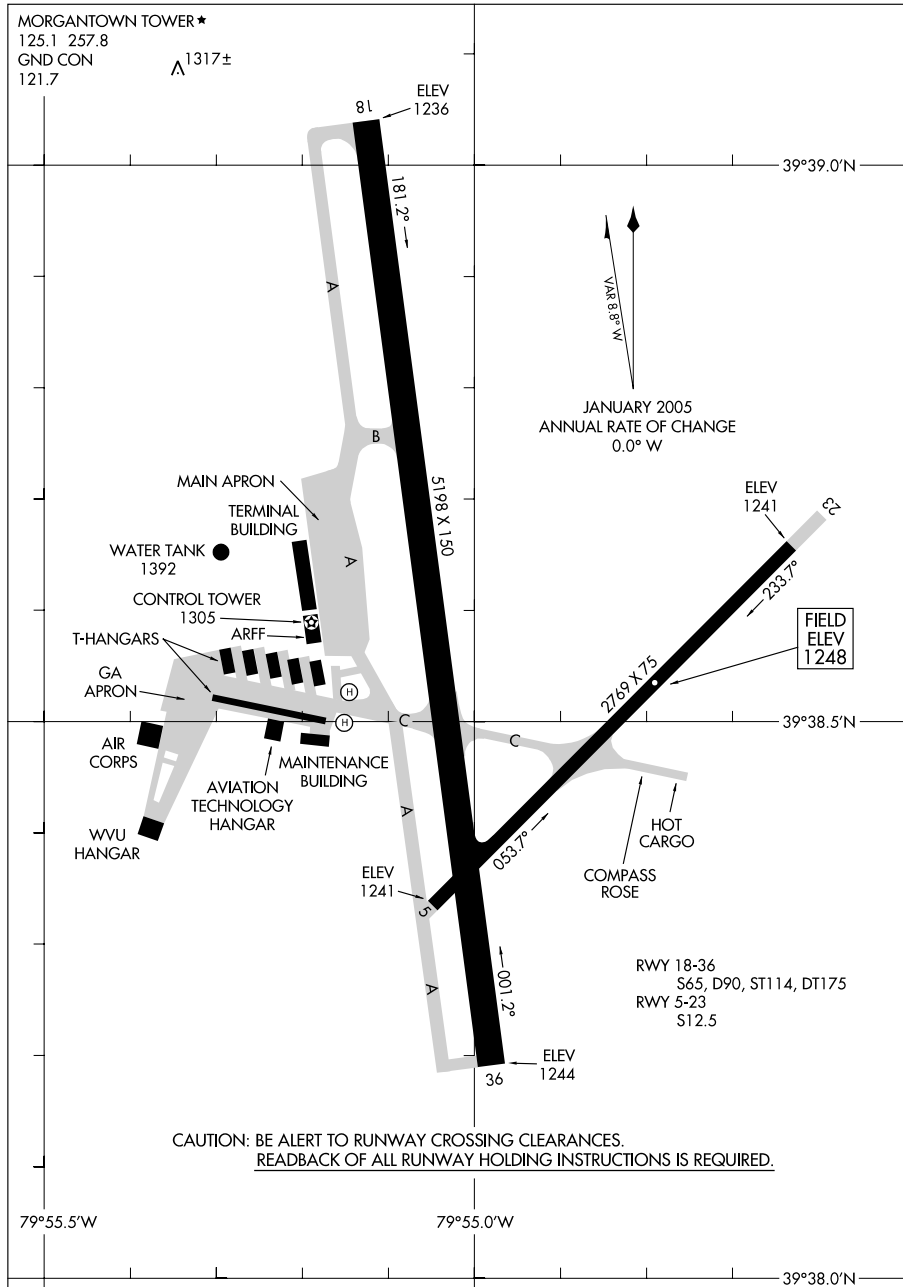 MORGANTOWN TOWER★
125.1 257.8
GND CON
121.7
1317±
18
ELEV
1236
39°39.0'N
181.2°
A
VAR 8.8° W
JANUARY 2005
ANNUAL RATE OF CHANGE
0.0° W
B
MAIN APRON
5198 X 150
ELEV
1241
23
TERMINAL
BUILDING
WATER TANK
1392
A
233.7°
CONTROL TOWER
1305
ARFF
T-HANGARS
FIELD
ELEV
1248
GA
APRON
2769 X 75
H
H
C
39°38.5'N
C
AIR
CORPS
MAINTENANCE
BUILDING
AVIATION
TECHNOLOGY
HANGAR
A
HOT
CARGO
WVU
HANGAR
053.7°
COMPASS
ROSE
ELEV
1241
5
RWY 18-36
S65, D90, ST114, DT175
RWY 5-23
S12.5
A
001.2°
ELEV
1244
36
CAUTION: BE ALERT TO RUNWAY CROSSING CLEARANCES.
READBACK OF ALL RUNWAY HOLDING INSTRUCTIONS IS REQUIRED.
79°55.5'W
79°55.0'W
39°38.0'N